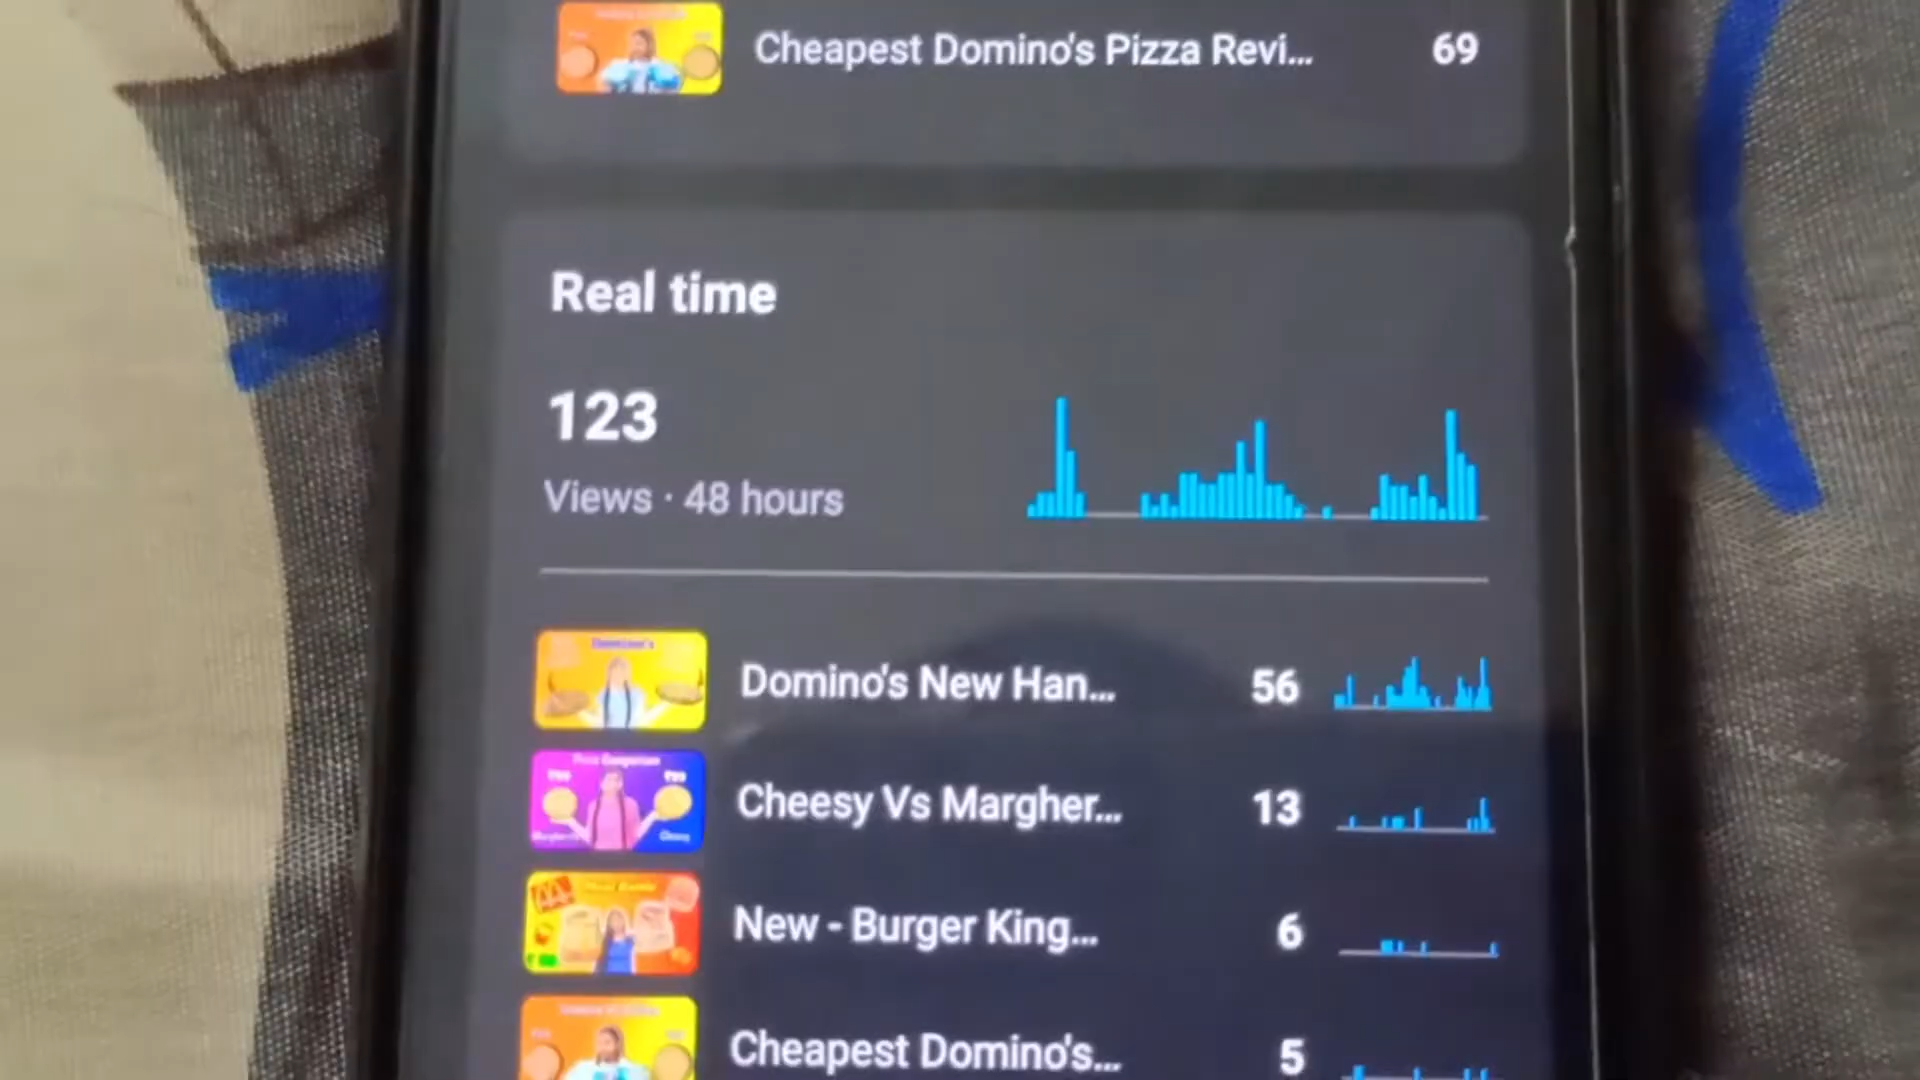 Cheapest Domino's Pizza Revi...
69
Real time
123
Views · 48 hours
Domino's
Domino's New Han...
56
Cheesy Vs Margher...
13
New - Burger King...
6
Cheapest Domino's...
5